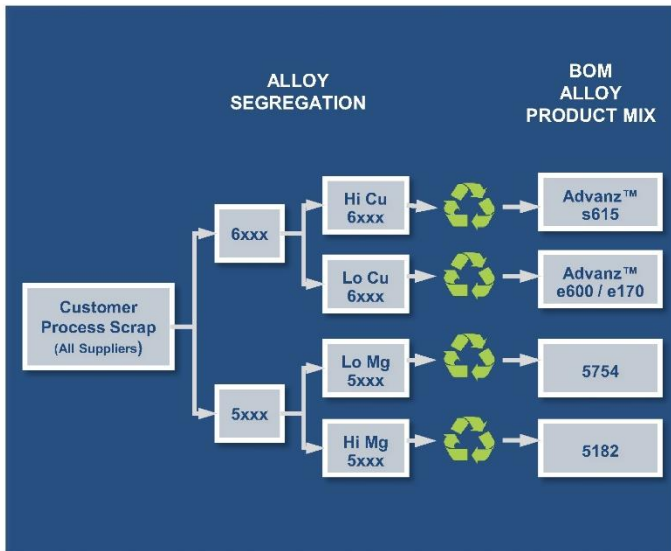 ALLOY
SEGREGATION
BOM
ALLOY
PRODUCT MIX
Customer
Process Scrap
(All Suppliers)
6xxx
5xxx
Hi Cu
6xxx
Lo Cu
6xxx
Lo Mg
5xxx
Hi Mg
5xxx
Advanz™
s615
Advanz™
e600 / e170
5754
5182